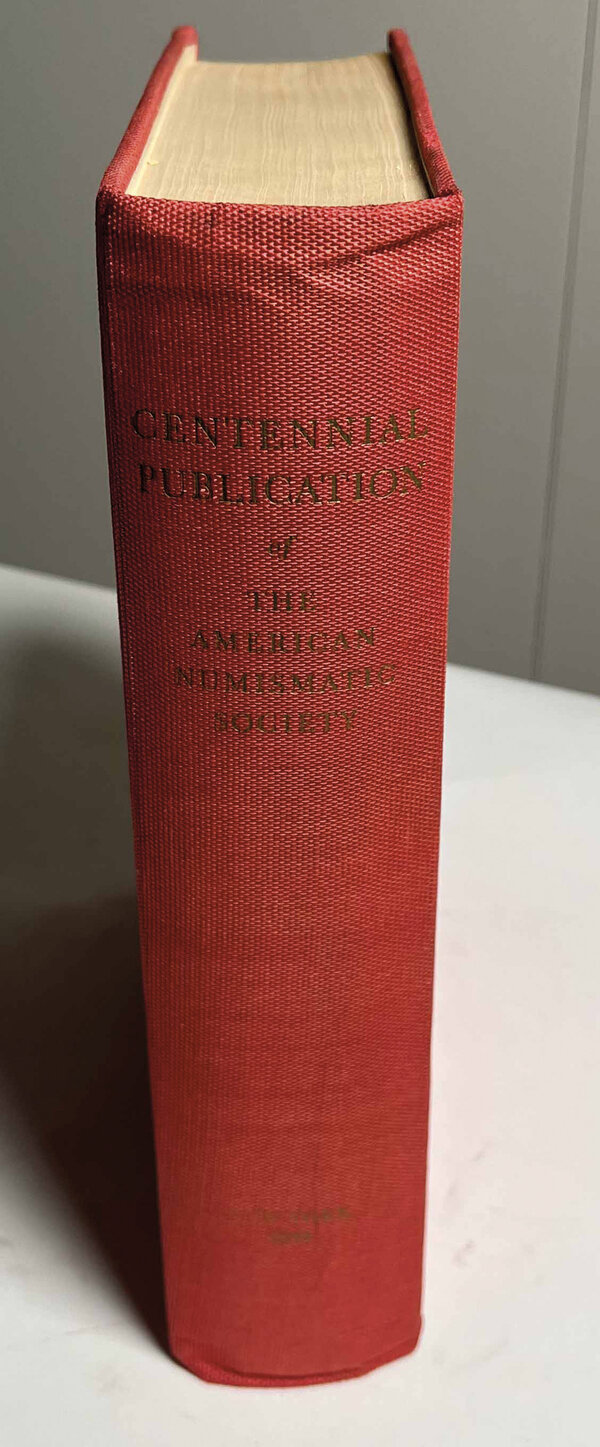 CENTENNIAL
PUBLICATION
of
THE
AMERICAN
NUMISMATIC
SOCIETY